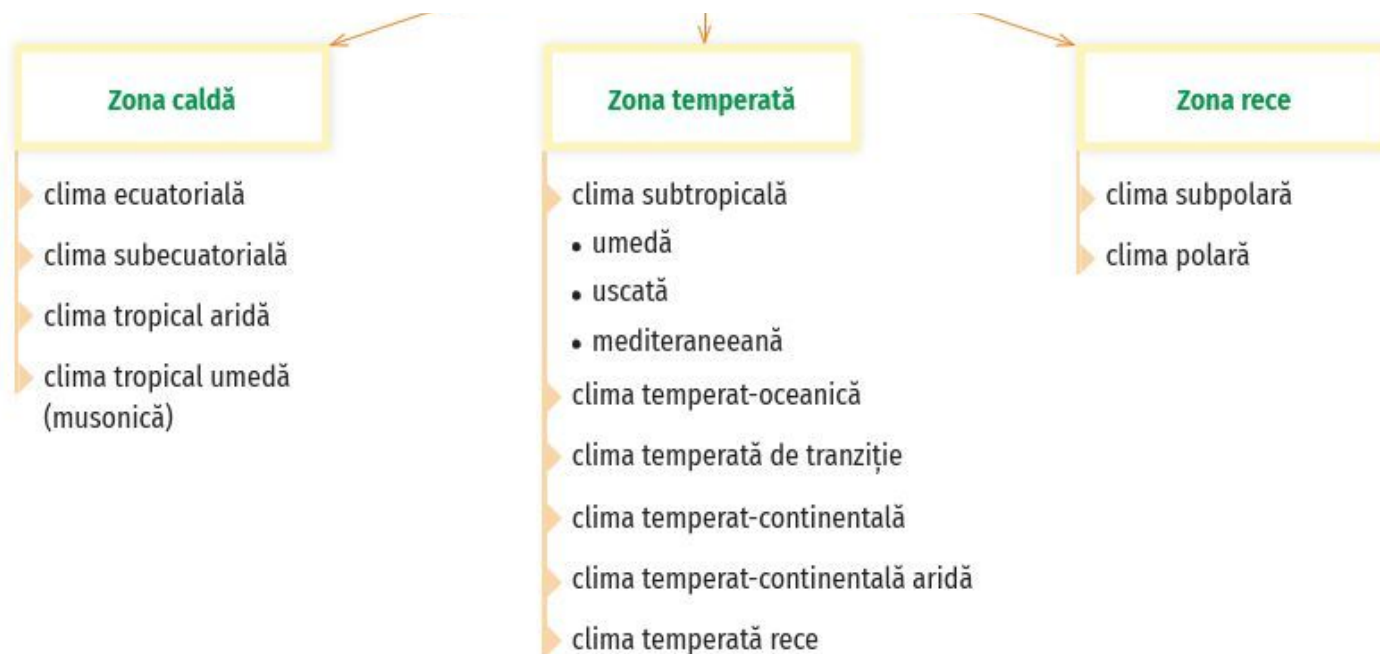 Zona caldă
clima ecuatorială
clima subecuatorială
clima tropical aridă
clima tropical umedă
(musonică)
Zona temperată
clima subtropicală
• umedă
• uscată
• mediteraneeană
clima temperat-oceanică
clima temperată de tranziție
clima temperat-continentală
clima temperat-continentală aridă
clima temperată rece
Zona rece
clima subpolară
clima polară